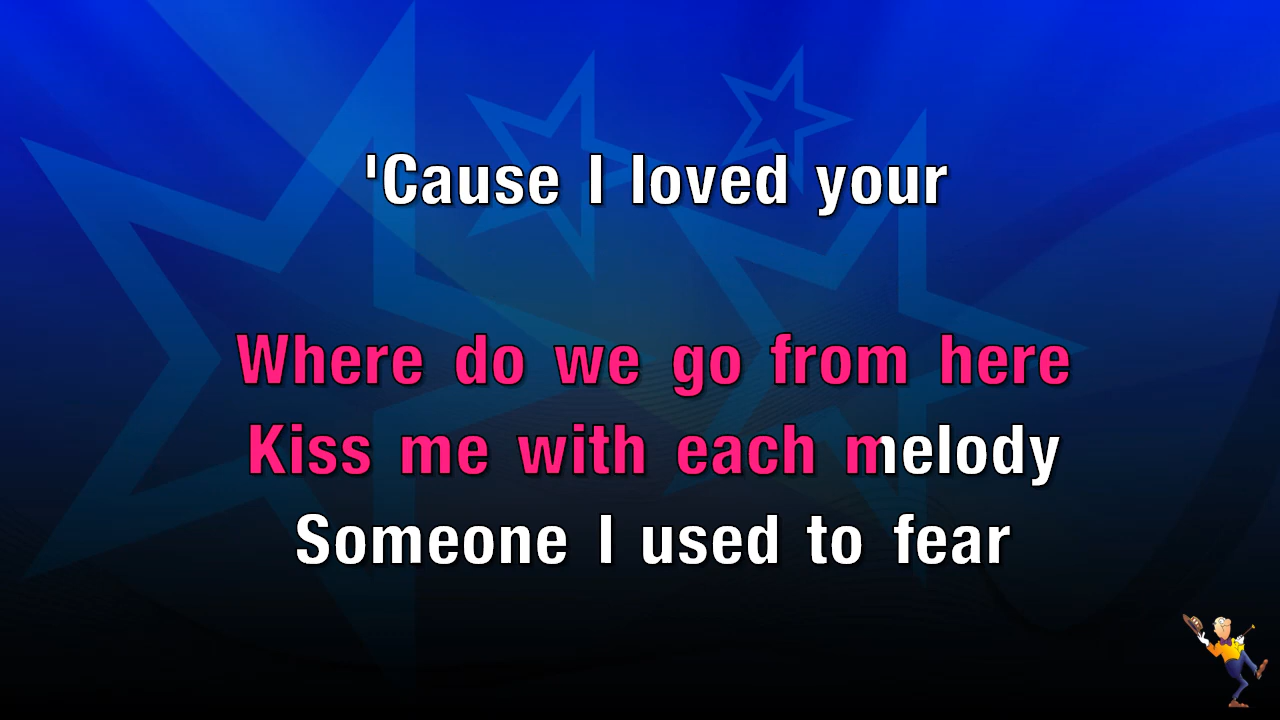 'Cause I loved your
Where do we go from here
Kiss me with each melody
Someone I used to fear